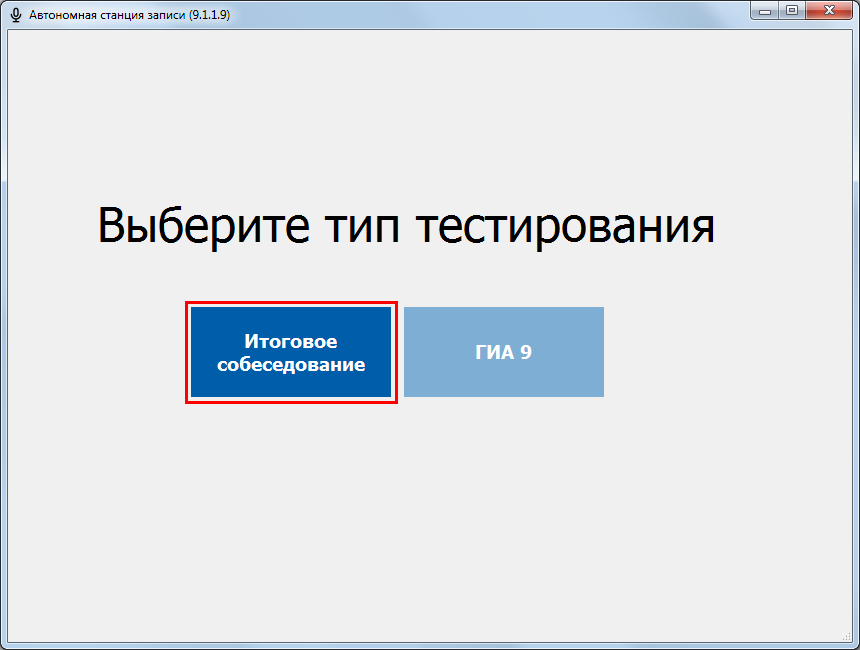 Автономная станция записи (9.1.1.9)
Выберите тип тестирования
Итоговое
собеседование
ГИА 9